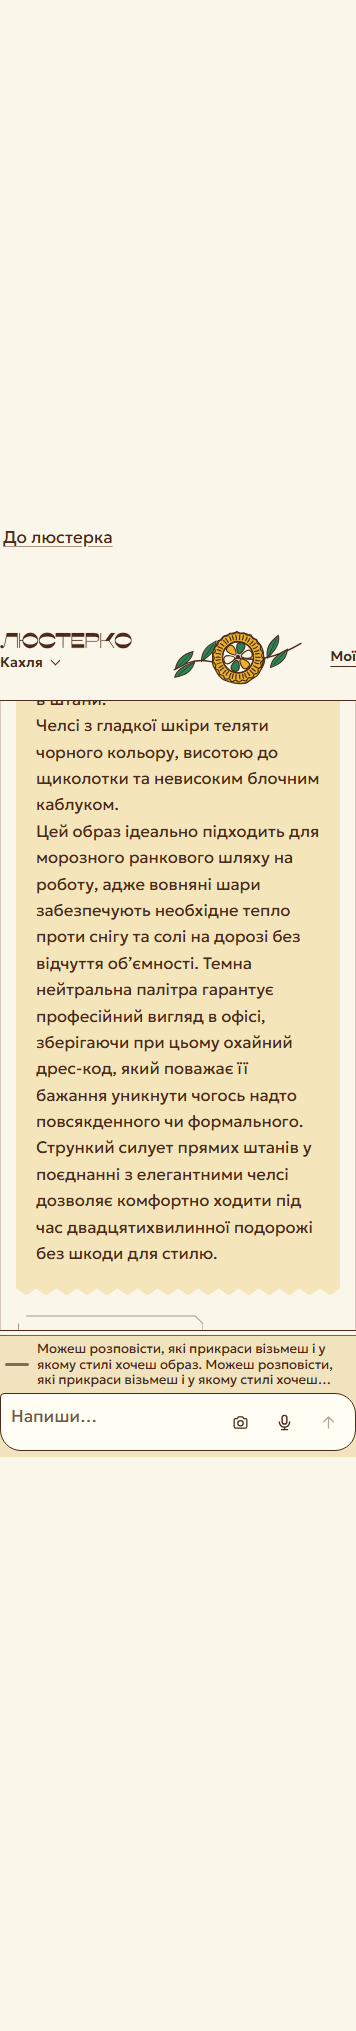 До люстерка
ЛЮСТЕРКО
Кахля
Мої
в штани.
Челсі з гладкої шкіри теляти
чорного кольору, висотою до
щиколотки та невисоким блочним
каблуком.
Цей образ ідеально підходить для
морозного ранкового шляху на
роботу, адже вовняні шари
забезпечують необхідне тепло
проти снігу та солі на дорозі без
відчуття об’ємності. Темна
нейтральна палітра гарантує
професійний вигляд в офісі,
зберігаючи при цьому охайний
дрес-код, який поважає її
бажання уникнути чогось надто
повсякденного чи формального.
Стрункий силует прямих штанів у
поєднанні з елегантними челсі
дозволяє комфортно ходити під
час двадцятихвилинної подорожі
без шкоди для стилю.
Можеш розповісти, які прикраси візьмеш і у
якому стилі хочеш образ. Можеш розповісти,
які прикраси візьмеш і у якому стилі хочеш...
Напиши...